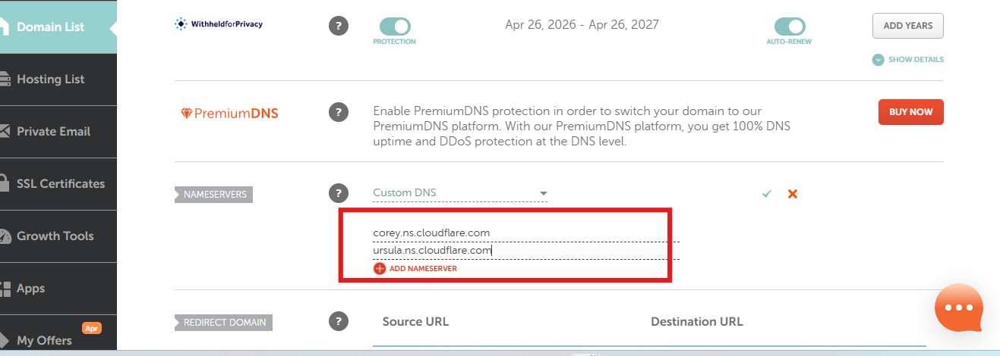 Domain List
WithheldforPrivacy
?
PROTECTION
Apr 26, 2026 - Apr 26, 2027
AUTO-RENEW
ADD YEARS
SHOW DETAILS
Hosting List
PremiumDNS
?
Enable PremiumDNS protection in order to switch your domain to our
PremiumDNS platform. With our PremiumDNS platform, you get 100% DNS
uptime and DDoS protection at the DNS level.
BUY NOW
Private Email
SSL Certificates
NAMESERVERS
?
Custom DNS
corey.ns.cloudflare.com
ursula.ns.cloudflare.com
ADD NAMESERVER
Growth Tools
Apps
REDIRECT DOMAIN
?
Source URL
Destination URL
My Offers
Apr